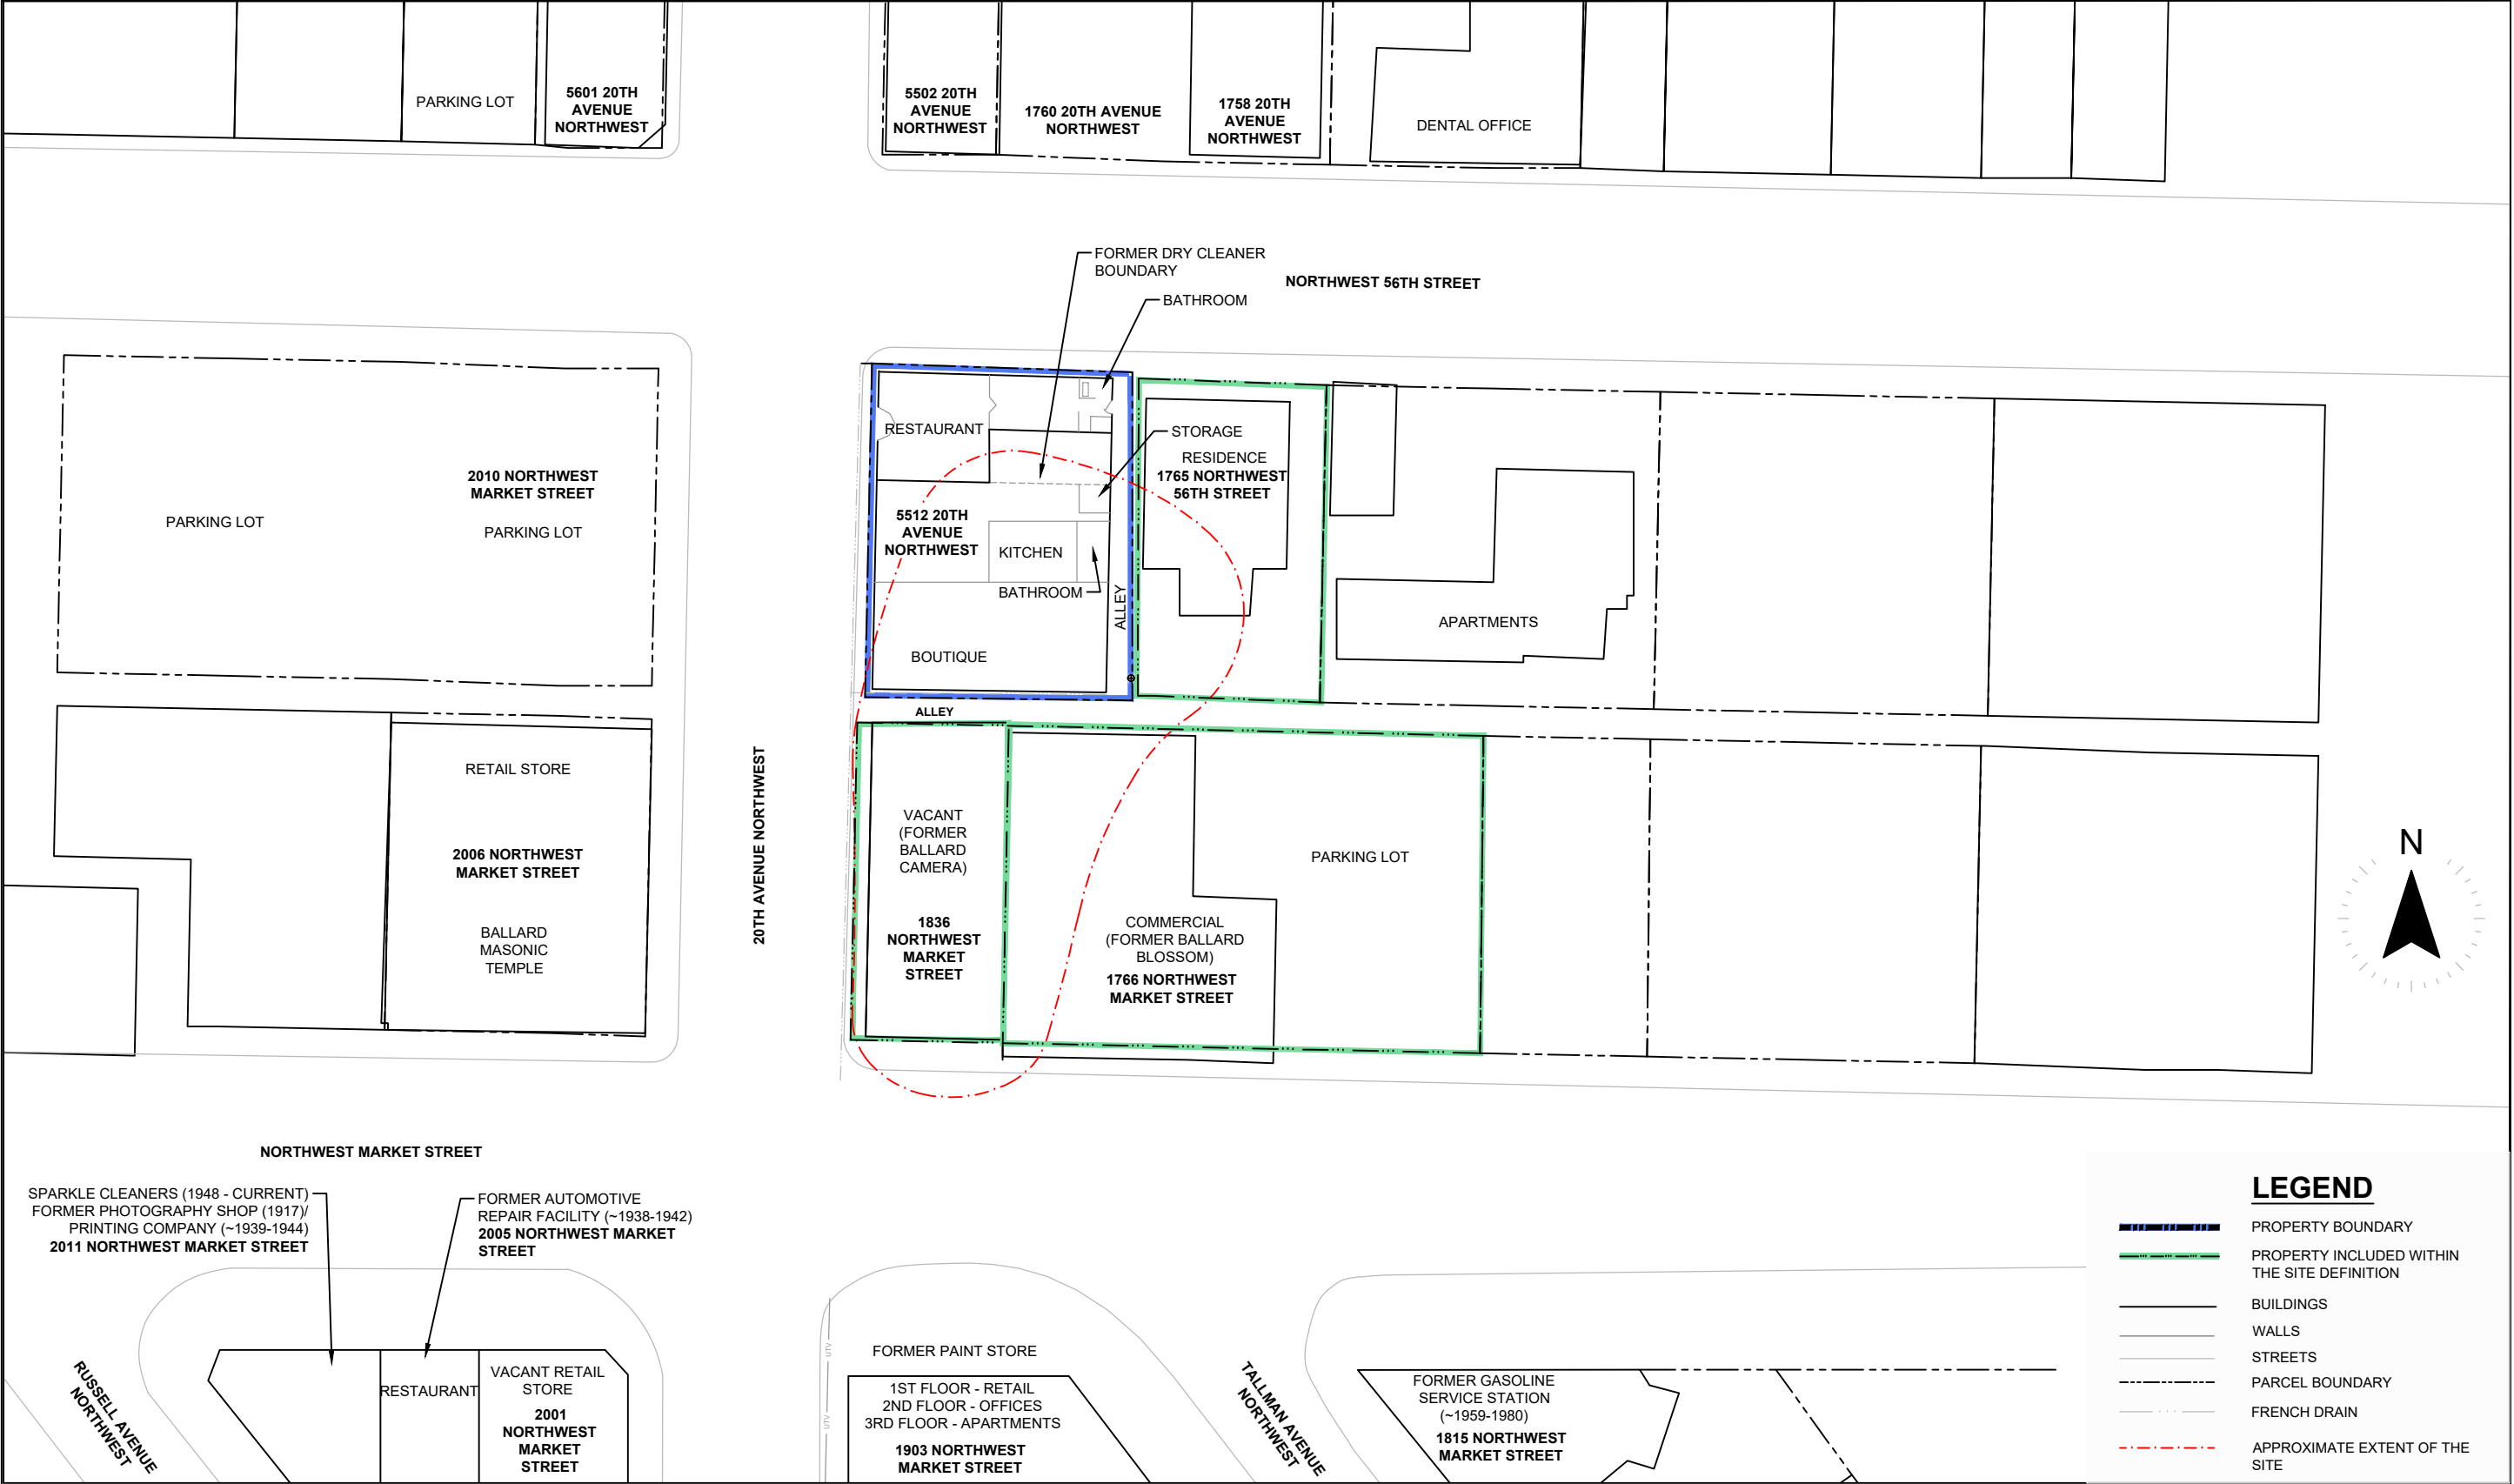 PARKING LOT
5601 20TH
AVENUE
NORTHWEST
5502 20TH
AVENUE
NORTHWEST
1760 20TH AVENUE
NORTHWEST
1758 20TH
AVENUE
NORTHWEST
DENTAL OFFICE
FORMER DRY CLEANER
BOUNDARY
NORTHWEST 56TH STREET
BATHROOM
RESTAURANT
STORAGE
RESIDENCE
1765 NORTHWEST
56TH STREET
2010 NORTHWEST
MARKET STREET
PARKING LOT
PARKING LOT
5512 20TH
AVENUE
NORTHWEST
KITCHEN
BATHROOM
ALLEY
APARTMENTS
BOUTIQUE
ALLEY
RETAIL STORE
2006 NORTHWEST
MARKET STREET
BALLARD
MASONIC
TEMPLE
20TH AVENUE NORTHWEST
VACANT
(FORMER
BALLARD
CAMERA)
1836
NORTHWEST
MARKET
STREET
PARKING LOT
COMMERCIAL
(FORMER BALLARD
BLOSSOM)
1766 NORTHWEST
MARKET STREET
N
NORTHWEST MARKET STREET
SPARKLE CLEANERS (1948 - CURRENT)
FORMER PHOTOGRAPHY SHOP (1917)/
PRINTING COMPANY (~1939-1944)
2011 NORTHWEST MARKET STREET
FORMER AUTOMOTIVE
REPAIR FACILITY (~1938-1942)
2005 NORTHWEST MARKET
STREET
RUSSELL AVENUE
NORTHWEST
RESTAURANT
VACANT RETAIL
STORE
2001
NORTHWEST
MARKET
STREET
UTV
UTV
FORMER PAINT STORE
1ST FLOOR - RETAIL
2ND FLOOR - OFFICES
3RD FLOOR - APARTMENTS
1903 NORTHWEST
MARKET STREET
TALLMAN AVENUE
NORTHWEST
FORMER GASOLINE
SERVICE STATION
(~1959-1980)
1815 NORTHWEST
MARKET STREET
LEGEND
PROPERTY BOUNDARY
PROPERTY INCLUDED WITHIN
THE SITE DEFINITION
BUILDINGS
WALLS
STREETS
PARCEL BOUNDARY
FRENCH DRAIN
APPROXIMATE EXTENT OF THE
SITE